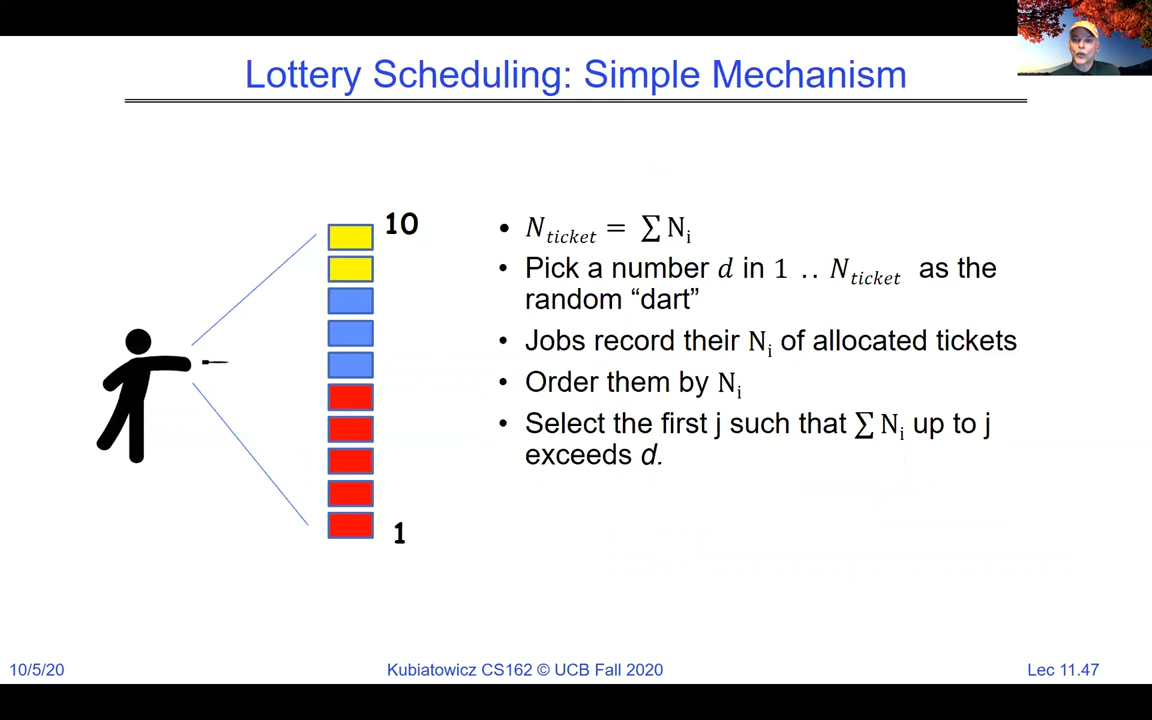 Lottery Scheduling: Simple Mechanism
10
1
• N_ticket = ∑ N_i
• Pick a number d in 1 .. N_ticket as the
random “dart”
• Jobs record their N_i of allocated tickets
• Order them by N_i
• Select the first j such that ∑ N_i up to j
exceeds d.
10/5/20
Kubiatowicz CS162 © UCB Fall 2020
Lec 11.47